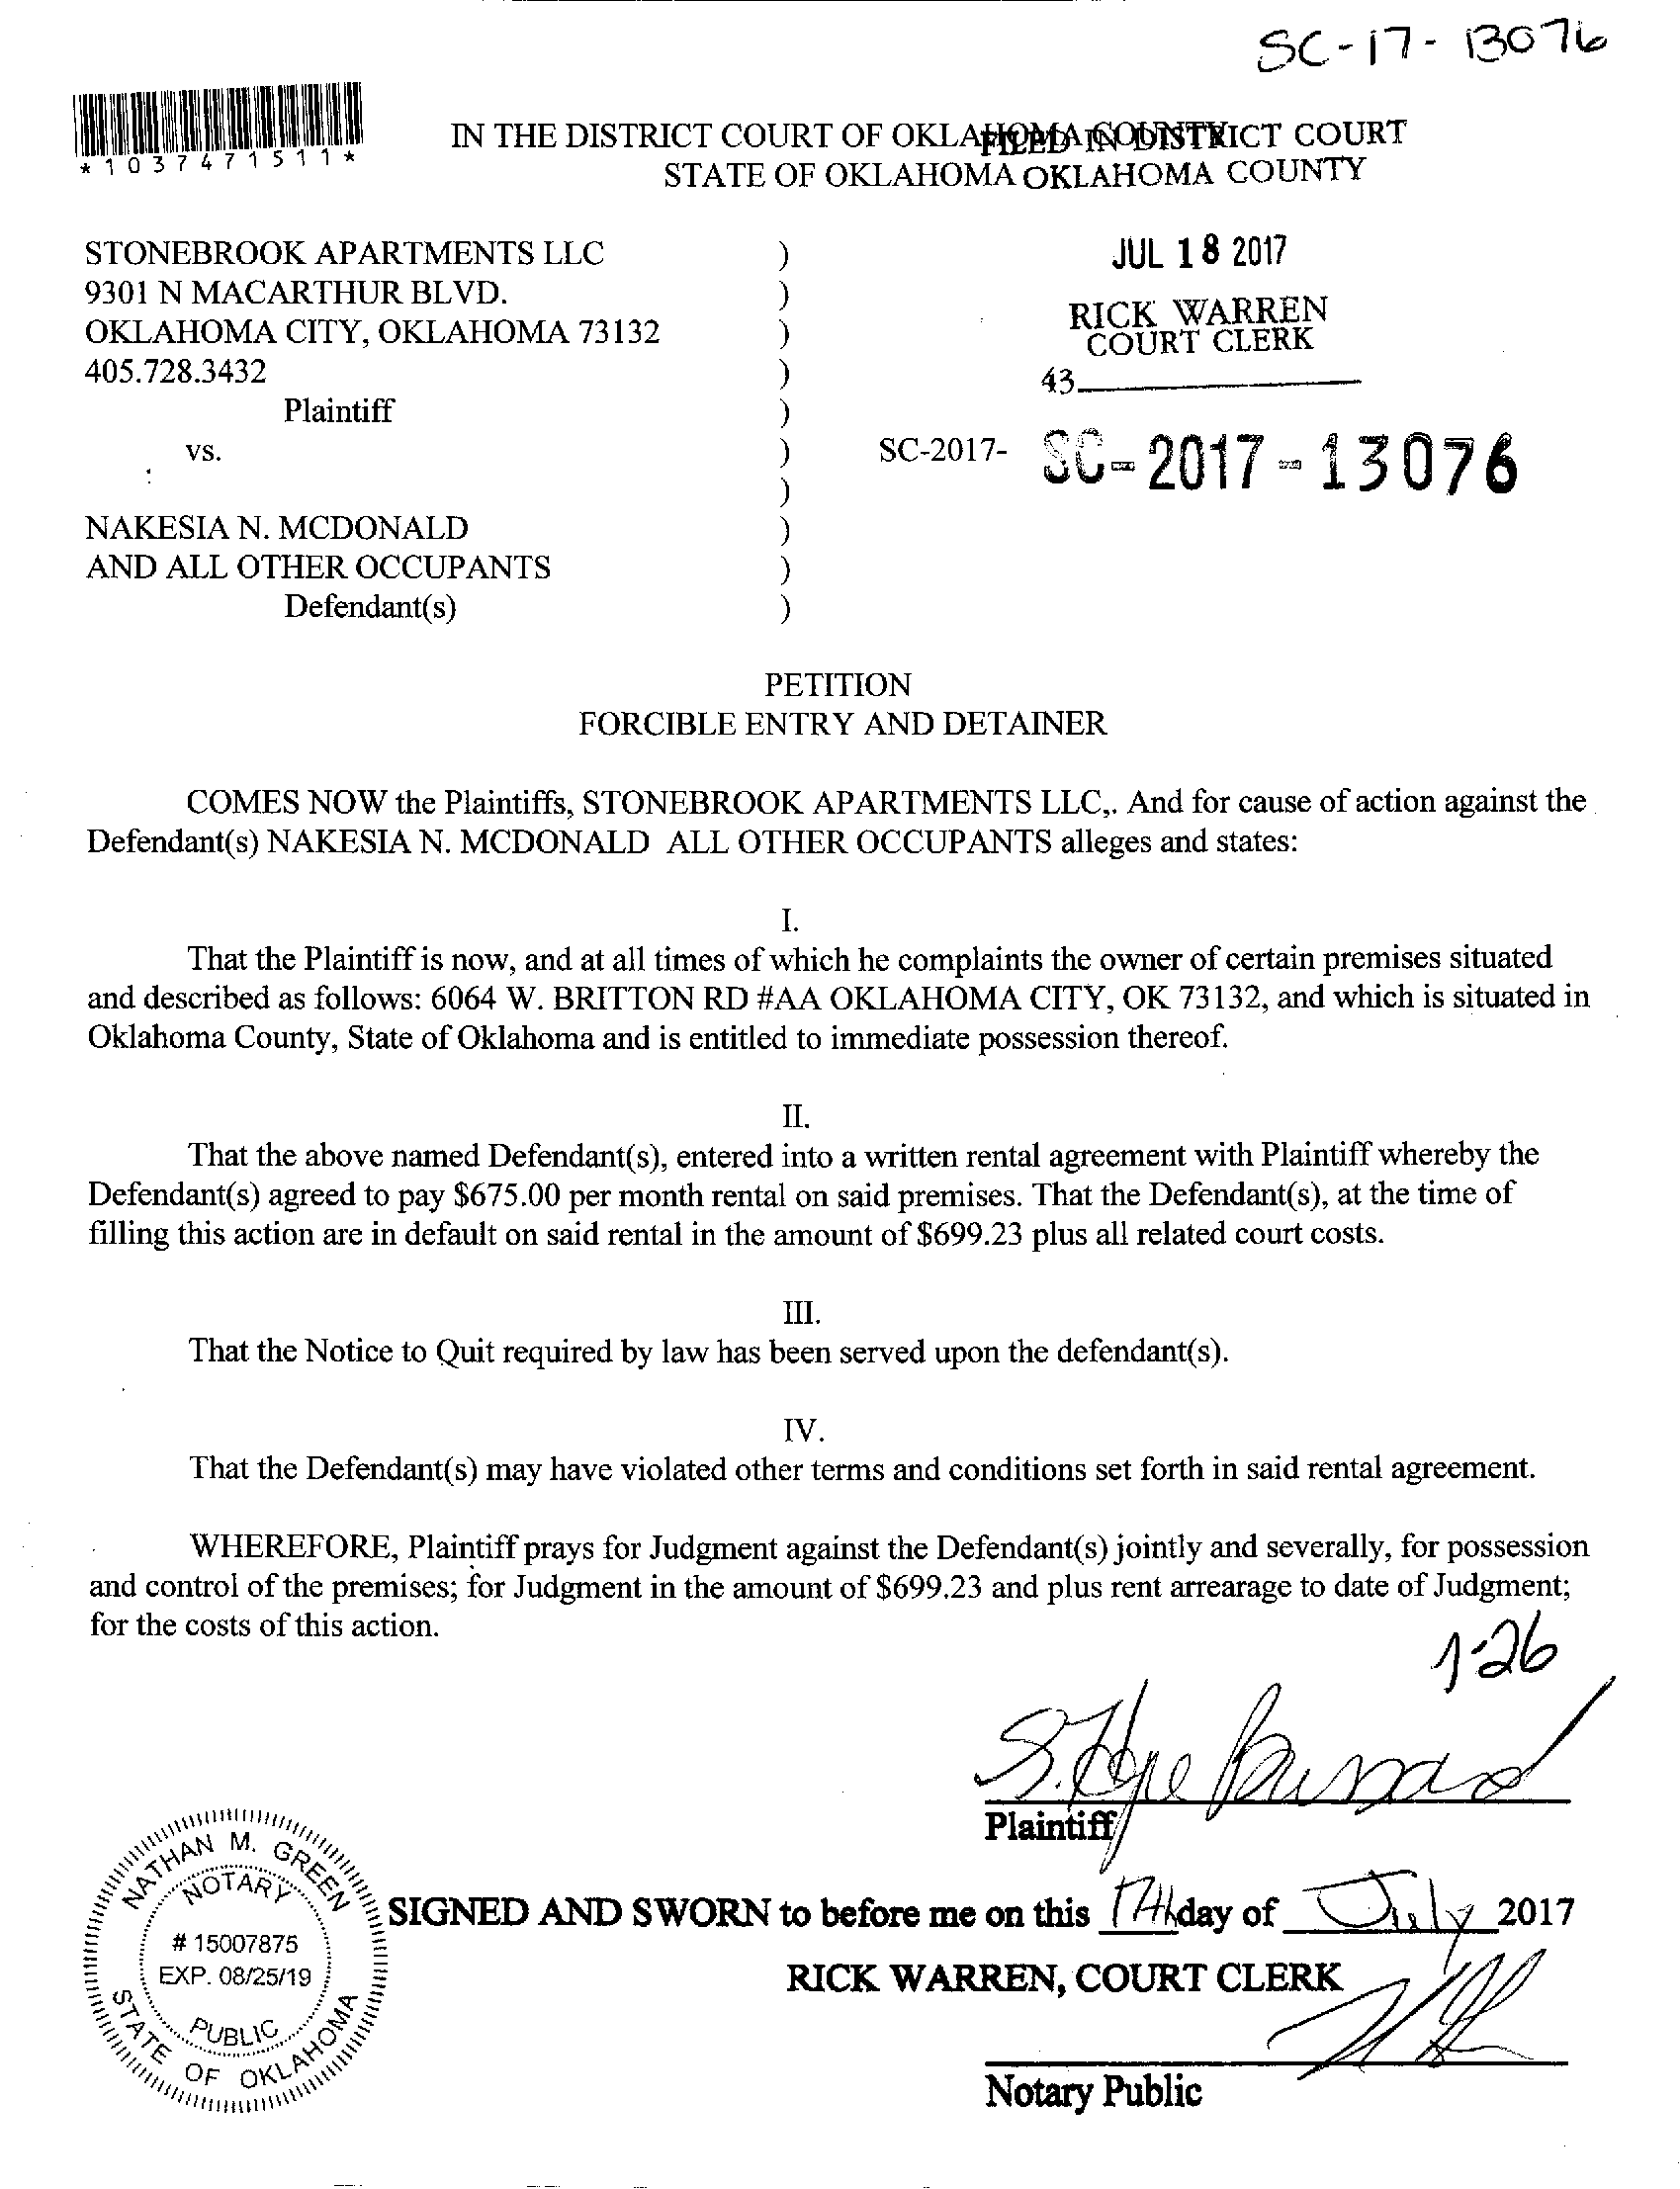 SC-17-13076
*1037471511*
IN THE DISTRICT COURT OF OKLAHOMA COUNTY
FILED IN DISTRICT COURT
STATE OF OKLAHOMA
OKLAHOMA COUNTY
STONEBROOK APARTMENTS LLC )
JUL 18 2017
9301 N MACARTHUR BLVD. )
OKLAHOMA CITY, OKLAHOMA 73132 )
RICK WARREN
COURT CLERK
405.728.3432 )
43
Plaintiff )
vs. )
SC-2017- SC-2017-13076
)
NAKESIA N. MCDONALD )
AND ALL OTHER OCCUPANTS )
Defendant(s) )
PETITION
FORCIBLE ENTRY AND DETAINER
COMES NOW the Plaintiffs, STONEBROOK APARTMENTS LLC,. And for cause of action against the
Defendant(s) NAKESIA N. MCDONALD ALL OTHER OCCUPANTS alleges and states:
I.
That the Plaintiff is now, and at all times of which he complaints the owner of certain premises situated
and described as follows: 6064 W. BRITTON RD #AA OKLAHOMA CITY, OK 73132, and which is situated in
Oklahoma County, State of Oklahoma and is entitled to immediate possession thereof.
II.
That the above named Defendant(s), entered into a written rental agreement with Plaintiff whereby the
Defendant(s) agreed to pay $675.00 per month rental on said premises. That the Defendant(s), at the time of
filling this action are in default on said rental in the amount of $699.23 plus all related court costs.
III.
That the Notice to Quit required by law has been served upon the defendant(s).
IV.
That the Defendant(s) may have violated other terms and conditions set forth in said rental agreement.
WHEREFORE, Plaintiff prays for Judgment against the Defendant(s) jointly and severally, for possession
and control of the premises; for Judgment in the amount of $699.23 and plus rent arrearage to date of Judgment;
for the costs of this action.
Plaintiff
NATHAN M. GREEN
NOTARY
# 15007875
EXP. 08/25/19
PUBLIC
STATE OF OKLAHOMA
SIGNED AND SWORN to before me on this 17th day of July 2017
RICK WARREN, COURT CLERK
Notary Public